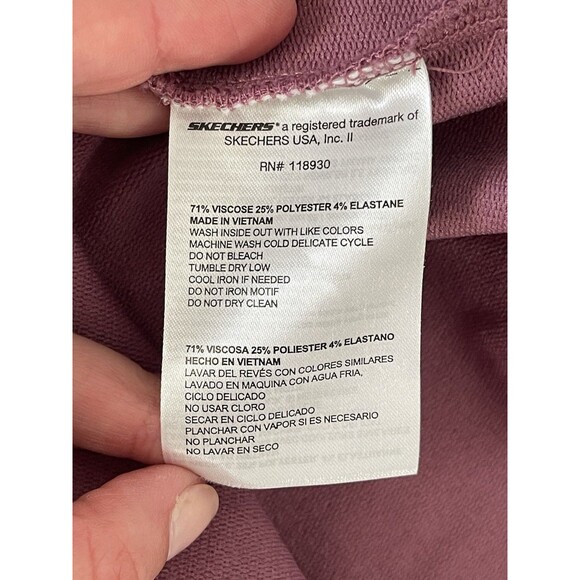 SKECHERS® a registered trademark of
SKECHERS USA, Inc. II
RN# 118930
71% VISCOSE 25% POLYESTER 4% ELASTANE
MADE IN VIETNAM
WASH INSIDE OUT WITH LIKE COLORS
MACHINE WASH COLD DELICATE CYCLE
DO NOT BLEACH
TUMBLE DRY LOW
COOL IRON IF NEEDED
DO NOT IRON MOTIF
DO NOT DRY CLEAN
71% VISCOSA 25% POLIESTER 4% ELASTANO
HECHO EN VIETNAM
LAVAR DEL REVÉS CON COLORES SIMILARES
LAVADO EN MAQUINA CON AGUA FRIA,
CICLO DELICADO
NO USAR CLORO
SECAR EN CICLO DELICADO
PLANCHAR CON VAPOR SI ES NECESARIO
NO PLANCHAR
NO LAVAR EN SECO